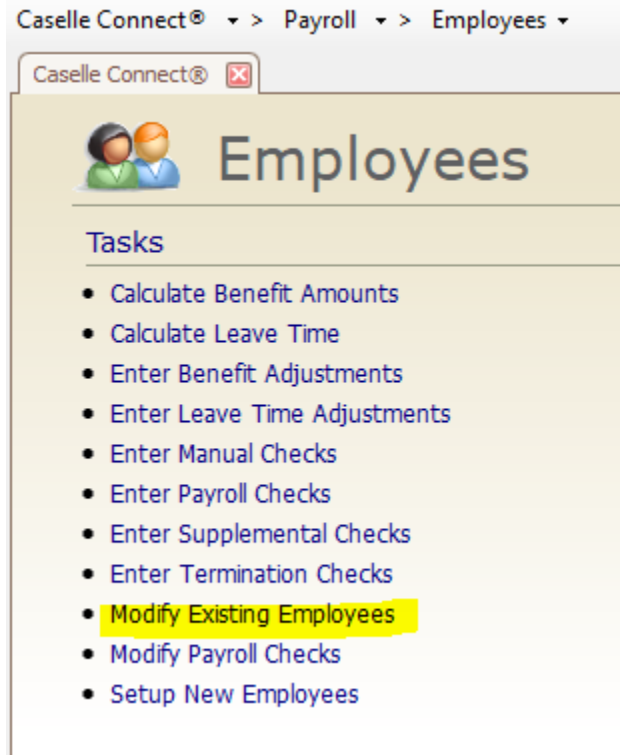 Caselle Connect® > Payroll > Employees
Caselle Connect®
Employees
Tasks
Calculate Benefit Amounts
Calculate Leave Time
Enter Benefit Adjustments
Enter Leave Time Adjustments
Enter Manual Checks
Enter Payroll Checks
Enter Supplemental Checks
Enter Termination Checks
Modify Existing Employees
Modify Payroll Checks
Setup New Employees